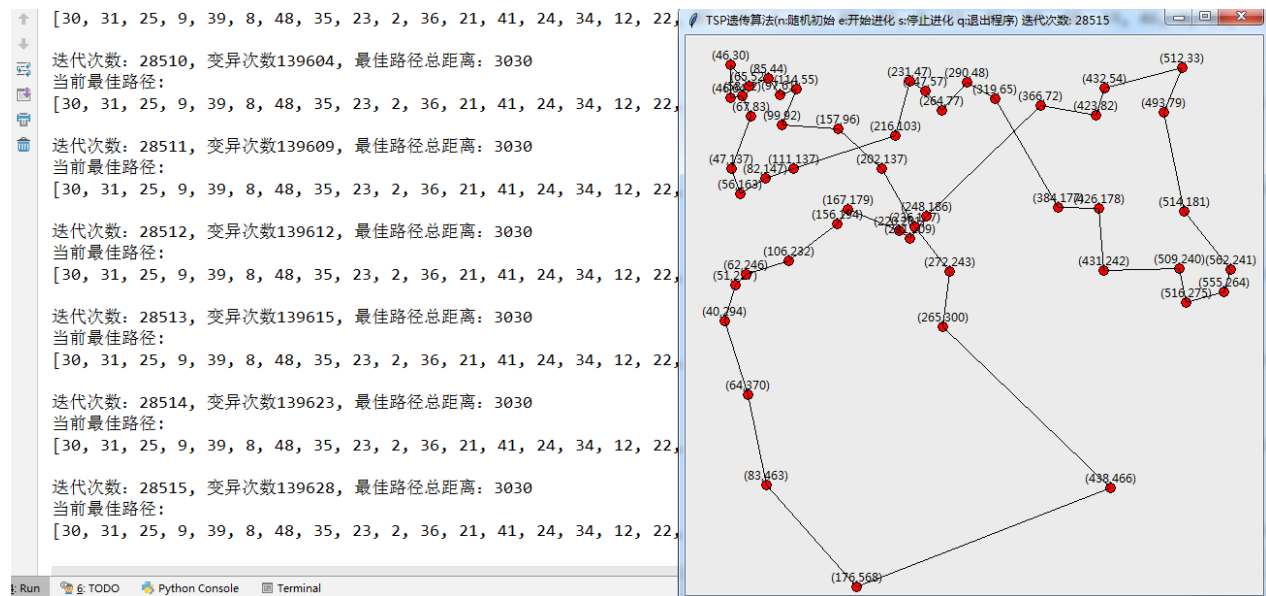 [30, 31, 25, 9, 39, 8, 48, 35, 23, 2, 36, 21, 41, 24, 34, 12, 22,
迭代次数: 28510, 变异次数139604, 最佳路径总距离: 3030
当前最佳路径:
[30, 31, 25, 9, 39, 8, 48, 35, 23, 2, 36, 21, 41, 24, 34, 12, 22,
迭代次数: 28511, 变异次数139609, 最佳路径总距离: 3030
当前最佳路径:
[30, 31, 25, 9, 39, 8, 48, 35, 23, 2, 36, 21, 41, 24, 34, 12, 22,
迭代次数: 28512, 变异次数139612, 最佳路径总距离: 3030
当前最佳路径:
[30, 31, 25, 9, 39, 8, 48, 35, 23, 2, 36, 21, 41, 24, 34, 12, 22,
迭代次数: 28513, 变异次数139615, 最佳路径总距离: 3030
当前最佳路径:
[30, 31, 25, 9, 39, 8, 48, 35, 23, 2, 36, 21, 41, 24, 34, 12, 22,
迭代次数: 28514, 变异次数139623, 最佳路径总距离: 3030
当前最佳路径:
[30, 31, 25, 9, 39, 8, 48, 35, 23, 2, 36, 21, 41, 24, 34, 12, 22,
迭代次数: 28515, 变异次数139628, 最佳路径总距离: 3030
当前最佳路径:
[30, 31, 25, 9, 39, 8, 48, 35, 23, 2, 36, 21, 41, 24, 34, 12, 22,
Run 6: TODO Python Console Terminal
TSP遗传算法(n:随机初始 e:开始进化 s:停止进化 q:退出程序) 迭代次数: 28515
(46,30)
(512,33)
(85,44)
(231,47)
(290,48)
(432,54)
(114,55)
(319,65)
(366,72)
(264,77)
(493,79)
(423,82)
(67,83)
(99,92)
(157,96)
(216,103)
(47,137)
(111,137)
(202,137)
(82,147)
(56,163)
(384,177)
(426,178)
(167,179)
(514,181)
(248,186)
(156,194)
(106,232)
(509,240)
(562,241)
(431,242)
(272,243)
(62,246)
(555,264)
(516,275)
(40,294)
(265,300)
(64,370)
(83,463)
(438,466)
(176,568)